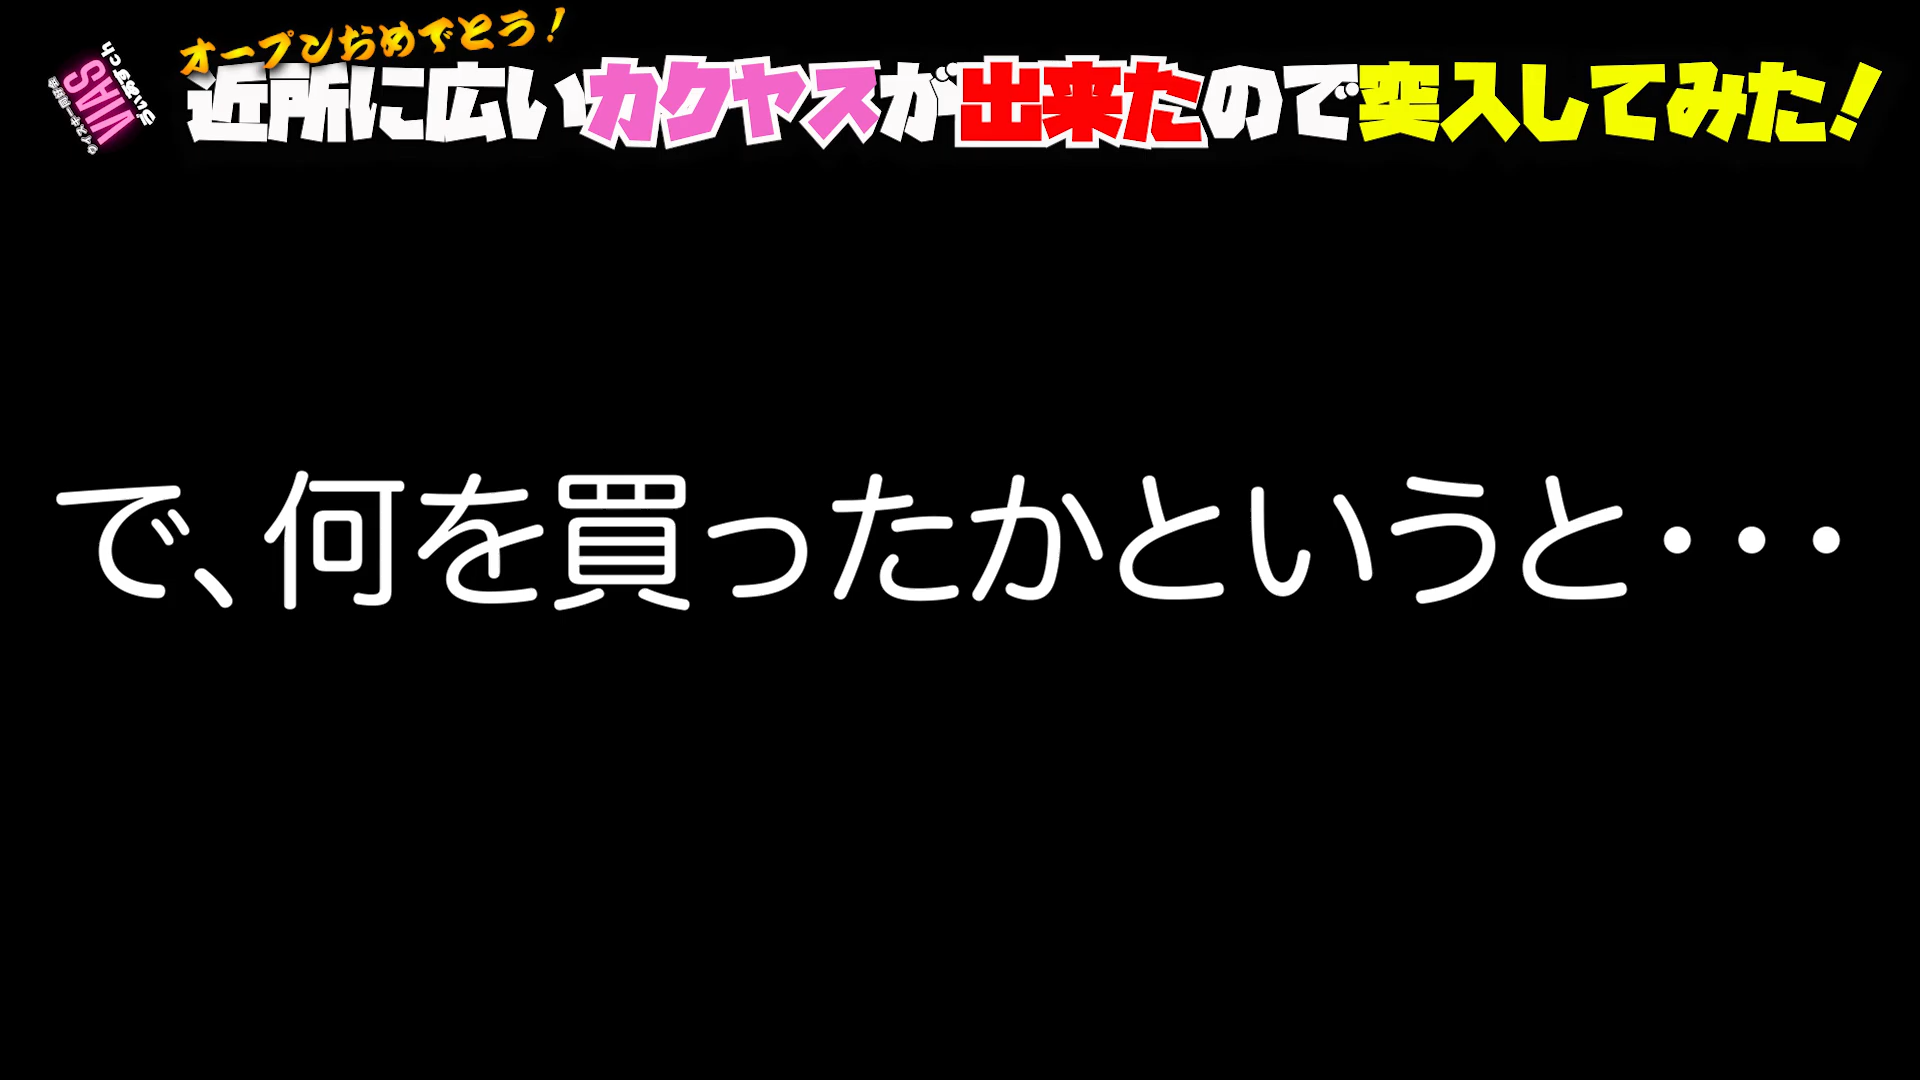 オープンおめでとう!
近所に広いカクヤスが出来たので突入してみた!
VIAS
で、何を買ったかというと・・・